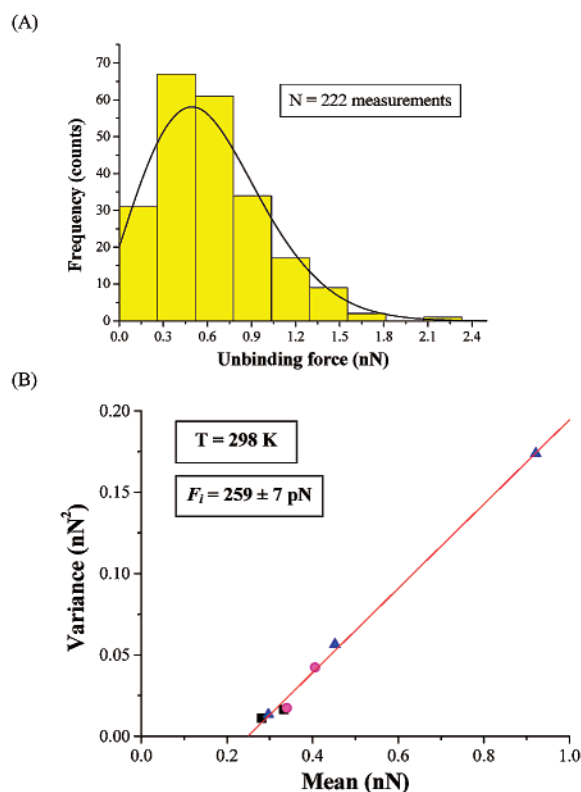 (A)
70
60
50
40
30
20
10
0
Frequency (counts)
N = 222 measurements
0.0 0.3 0.6 0.9 1.2 1.5 1.8 2.1 2.4
Unbinding force (nN)
(B)
0.20
0.15
0.10
0.05
0.00
Variance (nN²)
T = 298 K
Fi = 259 ± 7 pN
0.0 0.2 0.4 0.6 0.8 1.0
Mean (nN)